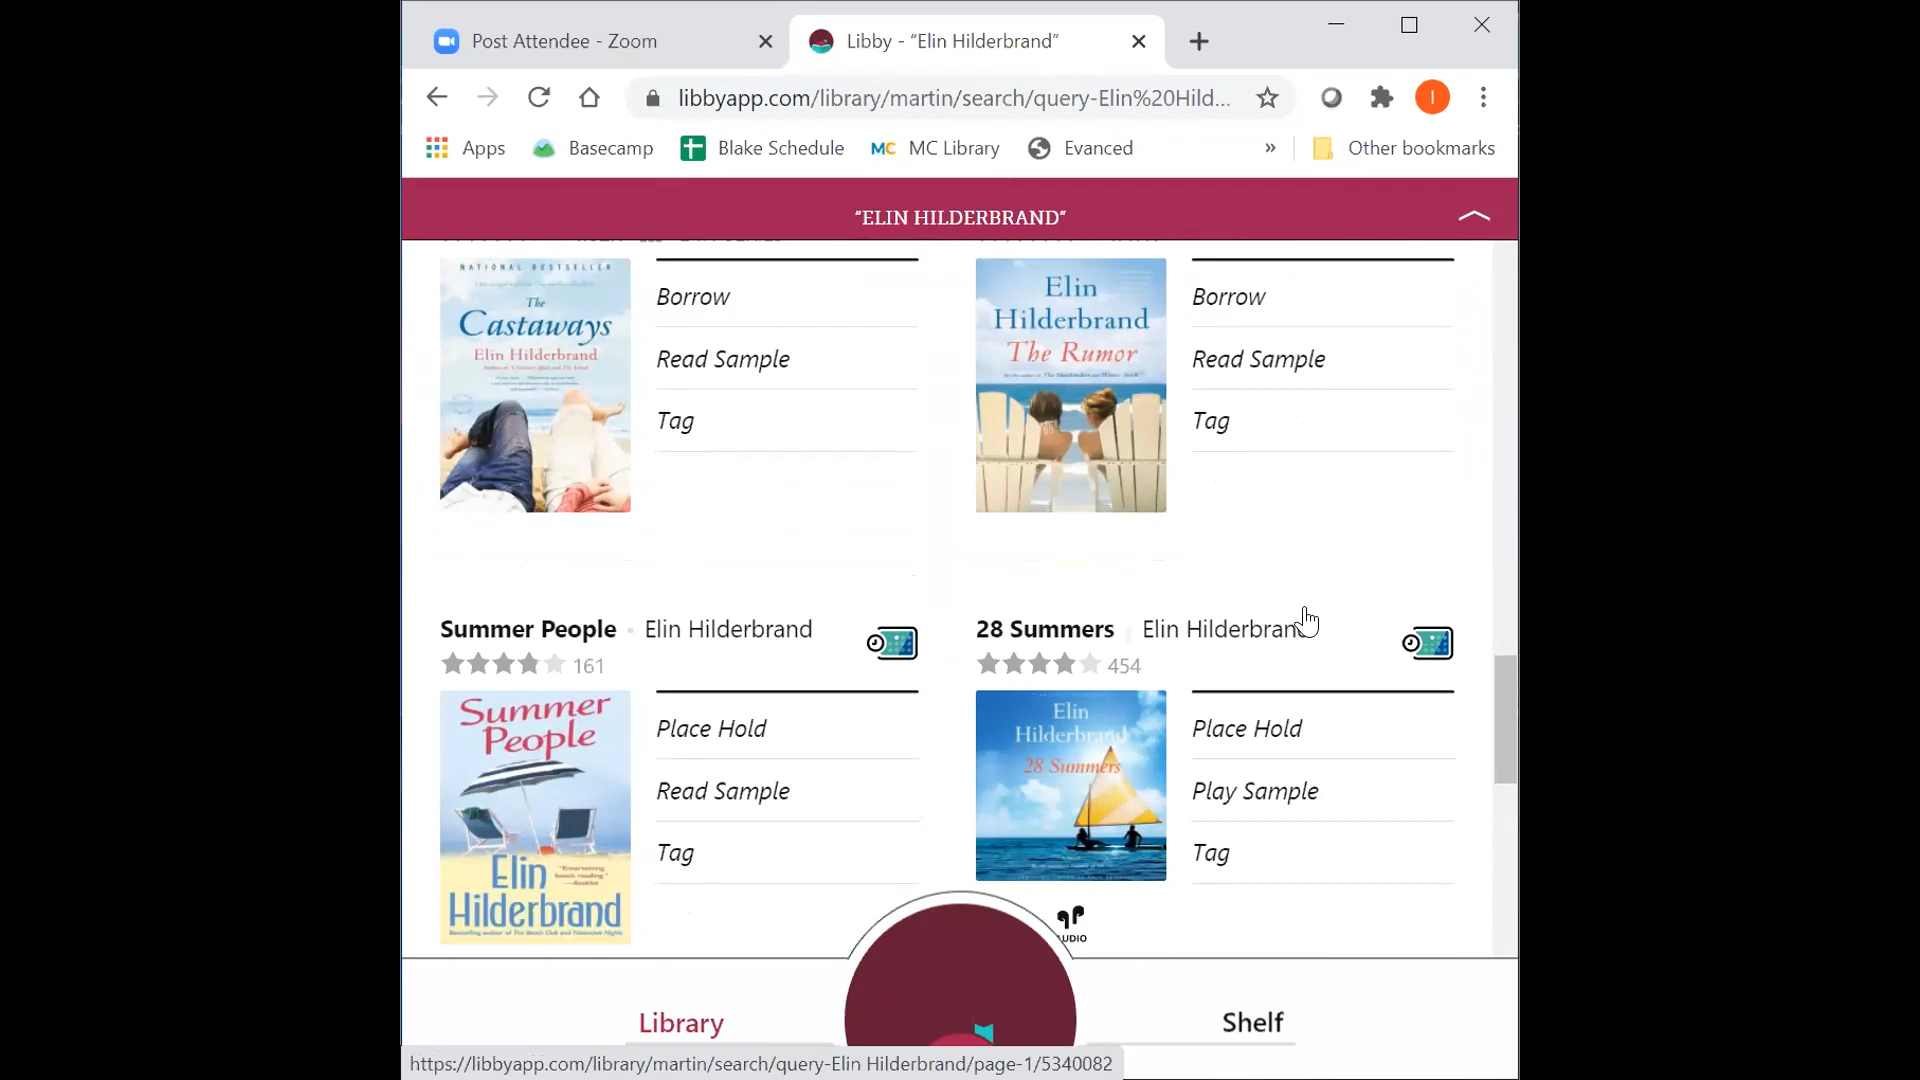 Post Attendee - Zoom
Libby - “Elin Hilderbrand”
libbyapp.com/library/martin/search/query-Elin%20Hild...
I
Apps
Basecamp
Blake Schedule
MC MC Library
Evanced
»
Other bookmarks
“ELIN HILDERBRAND”
NATIONAL BESTSELLER
The
Castaways
Elin Hilderbrand
Borrow
Read Sample
Tag
Elin
Hilderbrand
The Rumor
Borrow
Read Sample
Tag
Summer People • Elin Hilderbrand
161
Summer
People
Elin
Hilderbrand
Place Hold
Read Sample
Tag
28 Summers Elin Hilderbrand
454
Elin
Hilderbrand
28 Summers
Place Hold
Play Sample
Tag
Library
Shelf
https://libbyapp.com/library/martin/search/query-Elin Hilderbrand/page-1/5340082